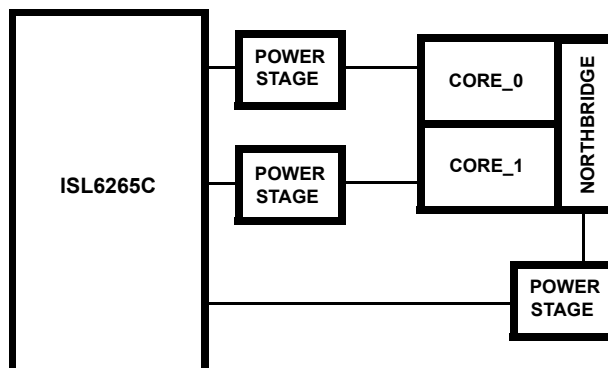 POWER
STAGE
CORE_0
NORTHBRIDGE
ISL6265C
POWER
STAGE
CORE_1
POWER
STAGE